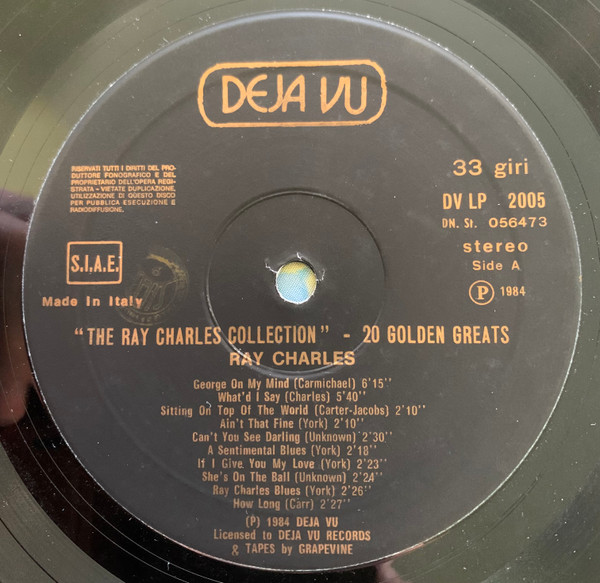 DEJA VU
RISERVATI TUTTI I DIRITTI DEL PRO-
DUTTORE FONOGRAFICO E DEL
PROPRIETARIO DELL'OPERA REGI-
STRATA - VIETATE DUPLICAZIONE,
UTILIZZAZIONE DI QUESTO DISCO
PER PUBBLICA ESECUZIONE E
RADIODIFFUSIONE.
33 giri
DV LP - 2005
DN. St. 056473
stereo
Side A
P 1984
S.I.A.E.
Made In Italy
"THE RAY CHARLES COLLECTION" - 20 GOLDEN GREATS
RAY CHARLES
George On My Mind (Carmichael) 6'15''
What'd I Say (Charles) 5'40''
Sitting On Top Of The World (Carter-Jacobs) 2'10''
Ain't That Fine (York) 2'10''
Can't You See Darling (Unknown) 2'30''
A Sentimental Blues (York) 2'18''
If I Give You My Love (York) 2'23''
She's On The Ball (Unknown) 2'24''
Ray Charles Blues (York) 2'26''
How Long (Carr) 2'27''
(P) 1984 DEJA VU
Licensed to DEJA VU RECORDS
& TAPES by GRAPEVINE